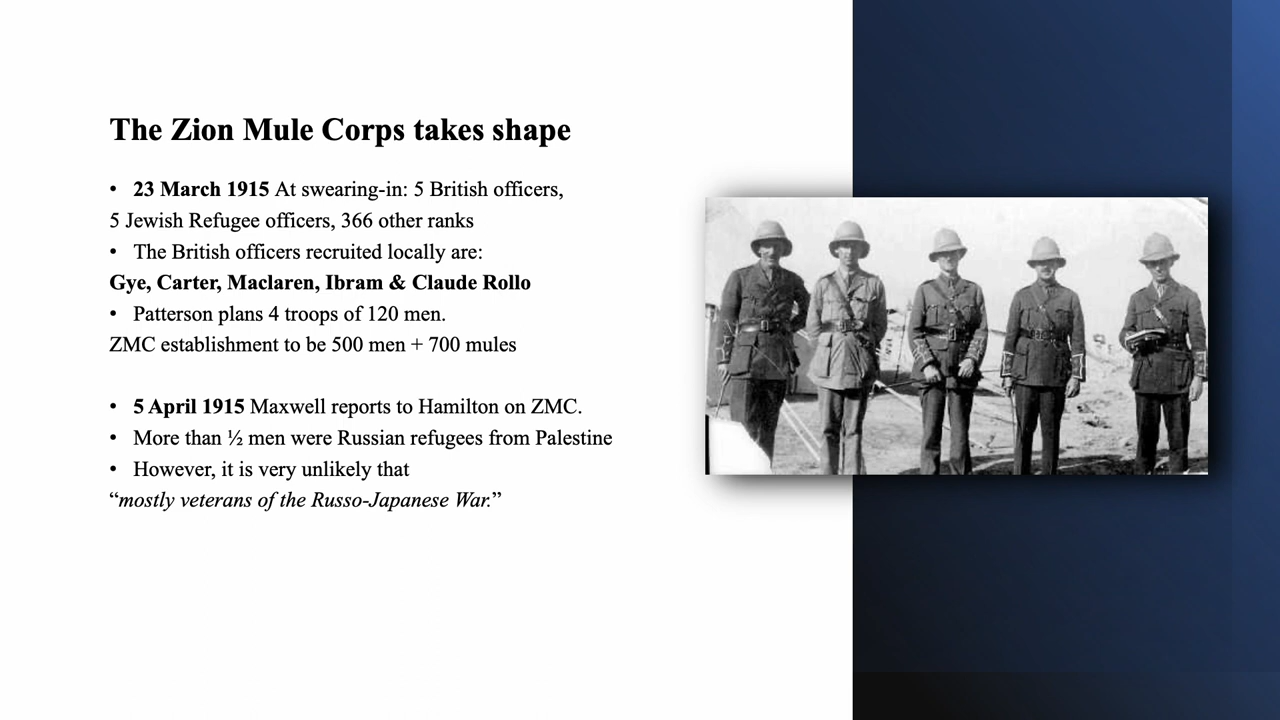 The Zion Mule Corps takes shape
• 23 March 1915 At swearing-in: 5 British officers,
5 Jewish Refugee officers, 366 other ranks
• The British officers recruited locally are:
Gye, Carter, Maclaren, Ibram & Claude Rollo
• Patterson plans 4 troops of 120 men.
ZMC establishment to be 500 men + 700 mules
• 5 April 1915 Maxwell reports to Hamilton on ZMC.
• More than ½ men were Russian refugees from Palestine
• However, it is very unlikely that
“mostly veterans of the Russo-Japanese War.”